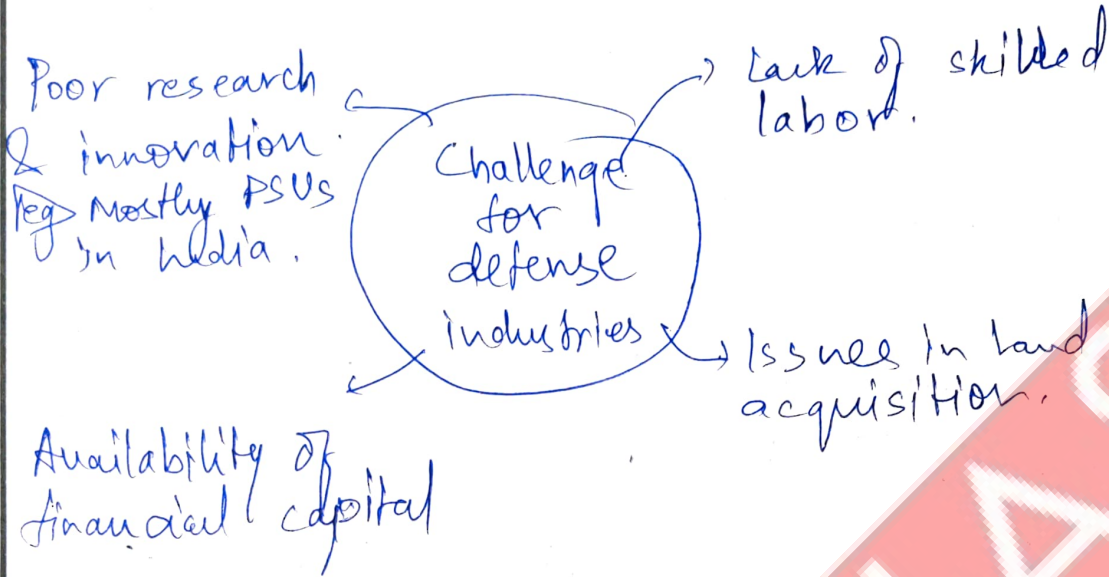 Poor research
& innovation.
eg> Mostly PSUs
in India.
Challenge
for
defense
industries
Lack of skilled
labor.
Issues in Land
acquisition.
Availability of
financial capital